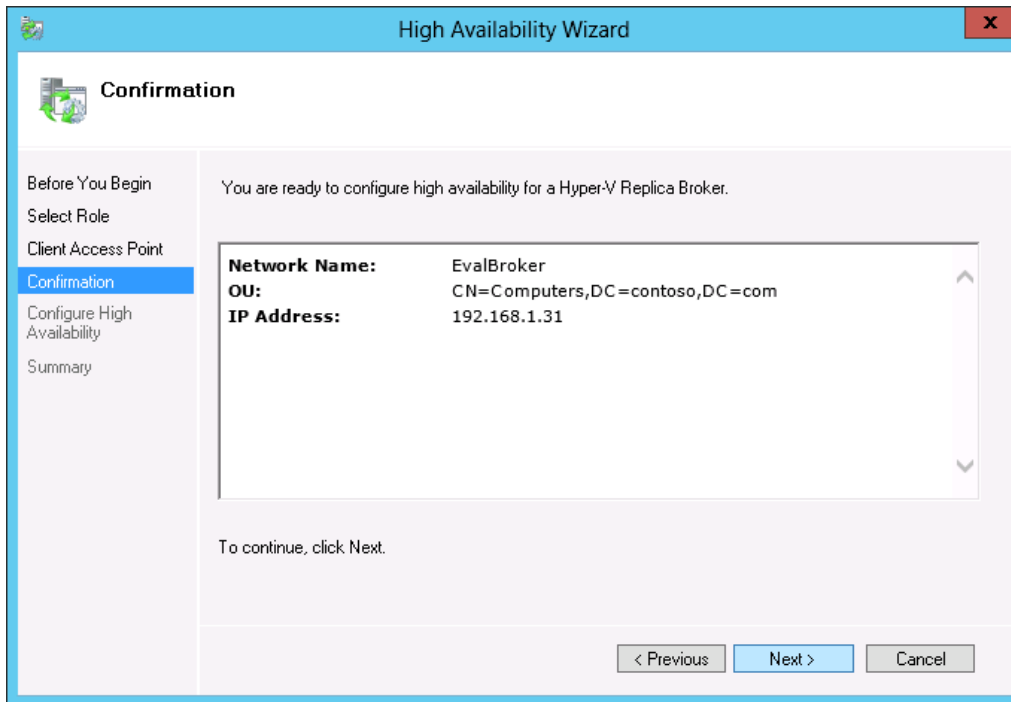 High Availability Wizard
x
Confirmation
Before You Begin
Select Role
Client Access Point
Confirmation
Configure High
Availability
Summary
You are ready to configure high availability for a Hyper-V Replica Broker.
Network Name: EvalBroker
OU: CN=Computers,DC=contoso,DC=com
IP Address: 192.168.1.31
To continue, click Next.
< Previous Next > Cancel